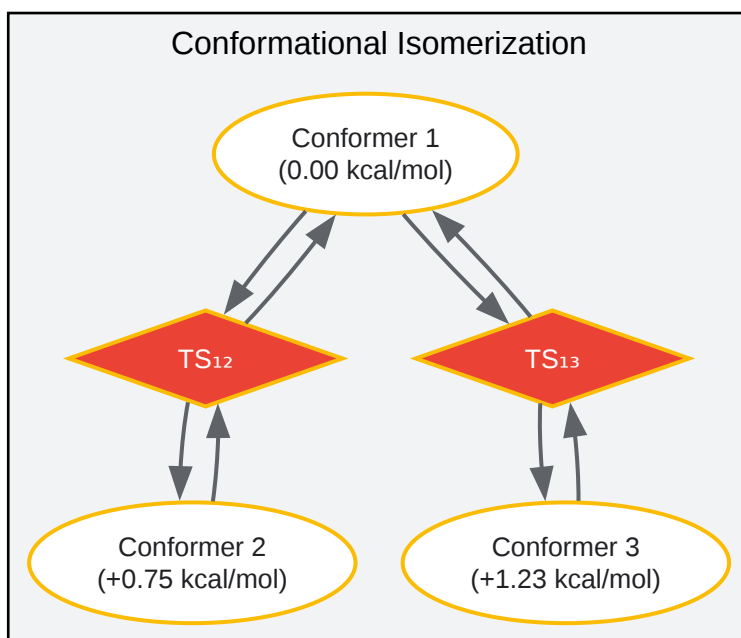 Conformational Isomerization
Conformer 1
(0.00 kcal/mol)
TS₁₂
TS₁₃
Conformer 2
(+0.75 kcal/mol)
Conformer 3
(+1.23 kcal/mol)